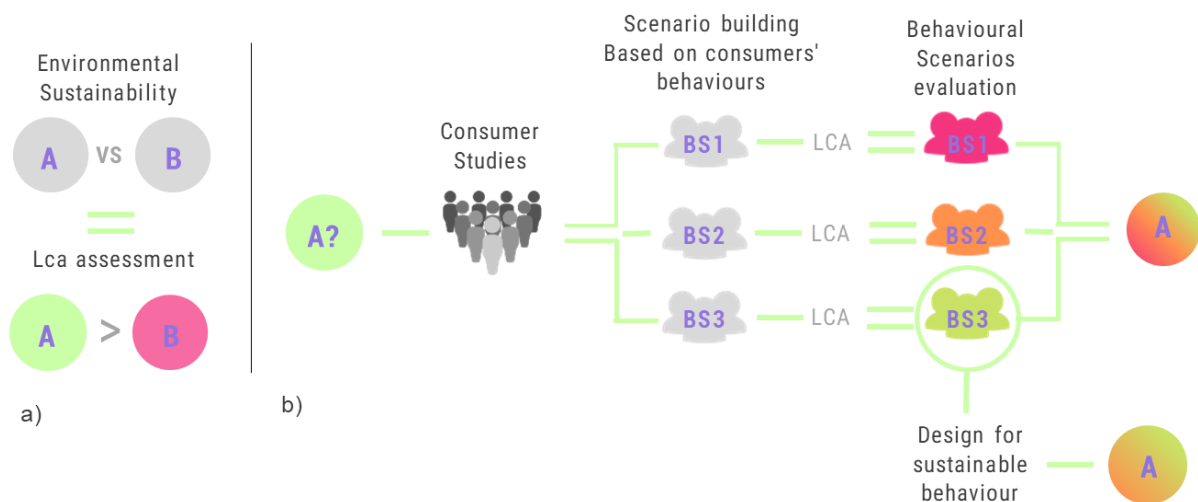 Environmental
Sustainability
A vs B
Lca assessment
A > B
a)
A?
Consumer
Studies
Scenario building
Based on consumers'
behaviours
Behavioural
Scenarios
evaluation
BS1 LCA BS1
BS2 LCA BS2
BS3 LCA BS3
A
Design for
sustainable
behaviour
A
b)